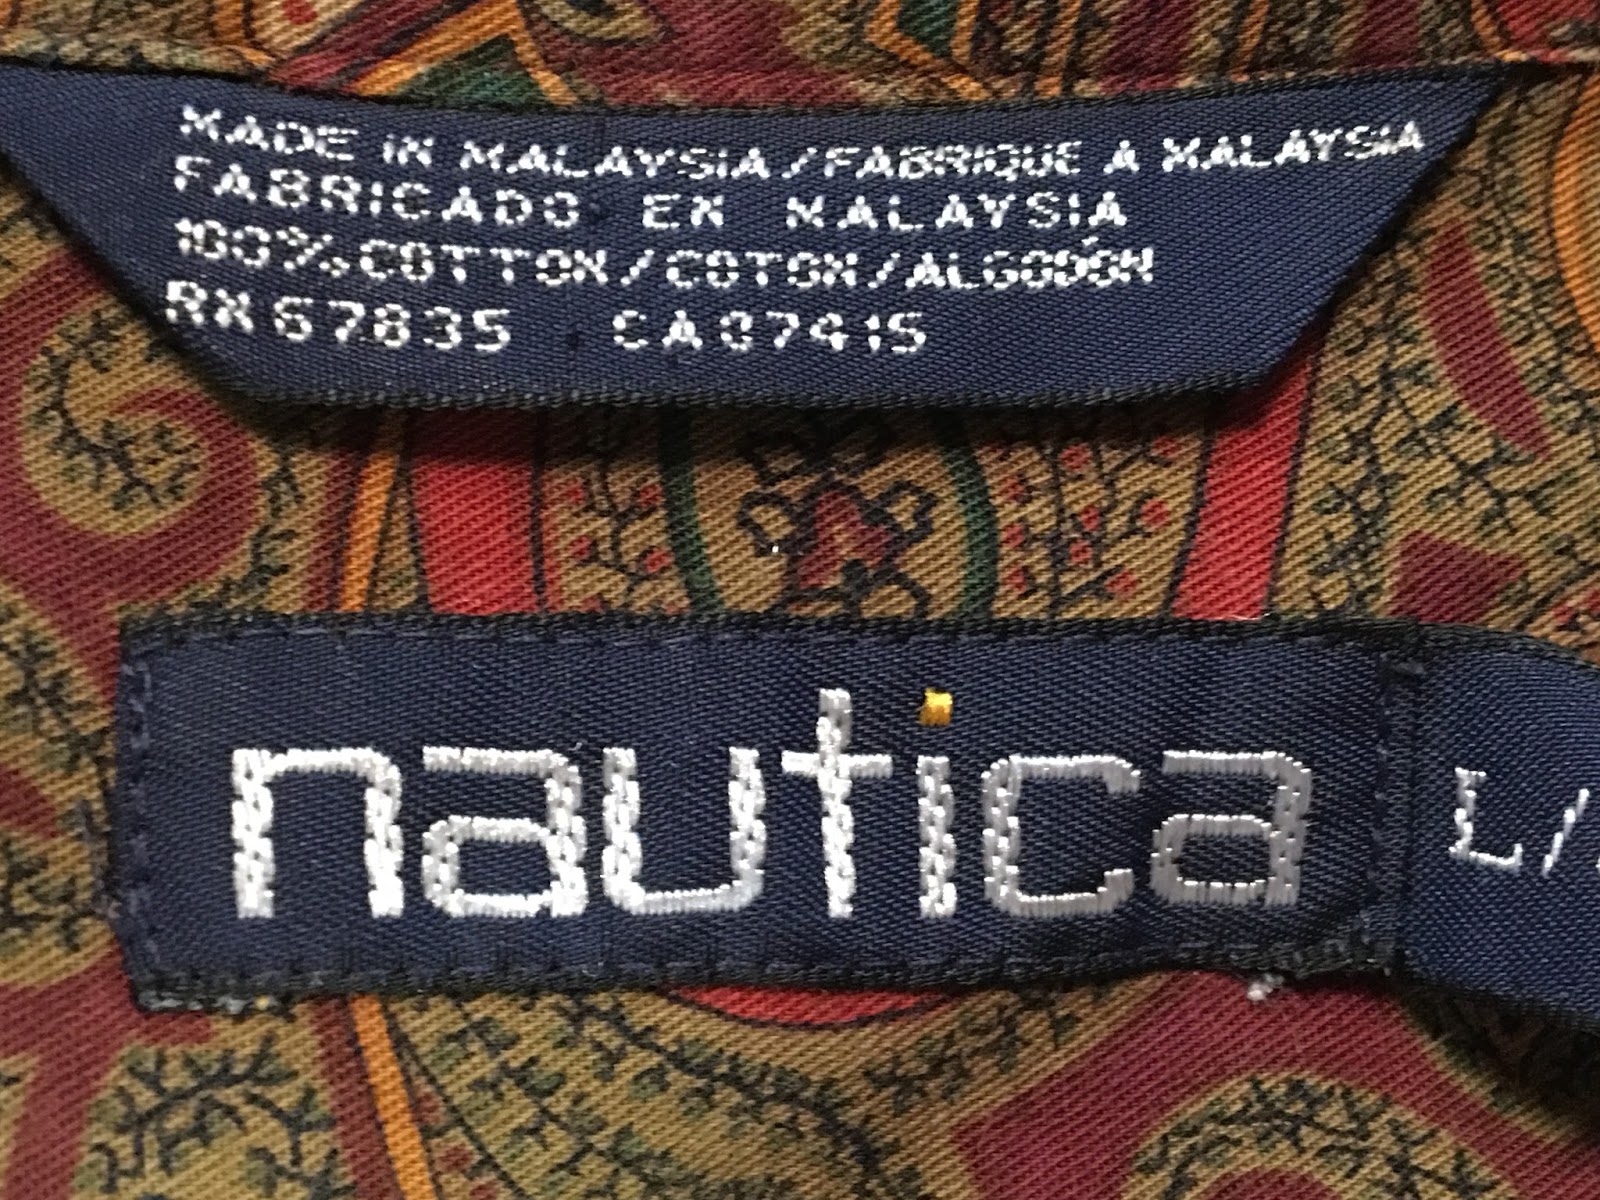 MADE IN MALAYSIA/FABRIQUE A MALAYSIA
FABRICADO EN MALAYSIA
100% COTTON/COTON/ALGODÓN
RN 67835 CA 07415
nautica
L/